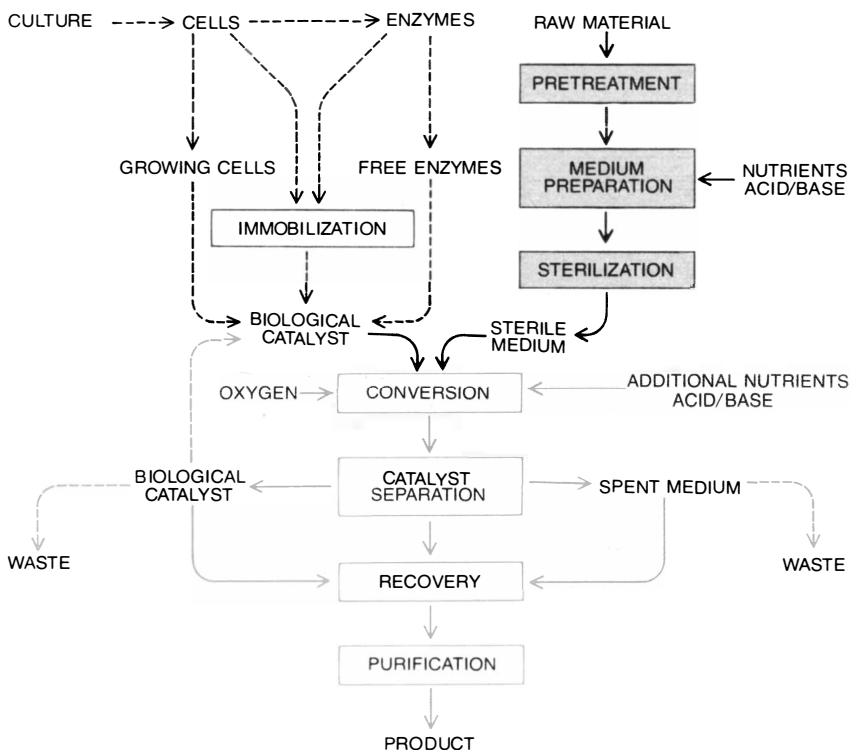 CULTURE
CELLS
ENZYMES
RAW MATERIAL
PRETREATMENT
GROWING CELLS
FREE ENZYMES
MEDIUM
PREPARATION
NUTRIENTS
ACID/BASE
IMMOBILIZATION
STERILIZATION
BIOLOGICAL
CATALYST
STERILE
MEDIUM
OXYGEN
CONVERSION
ADDITIONAL NUTRIENTS
ACID/BASE
BIOLOGICAL
CATALYST
CATALYST
SEPARATION
SPENT MEDIUM
WASTE
RECOVERY
WASTE
PURIFICATION
PRODUCT